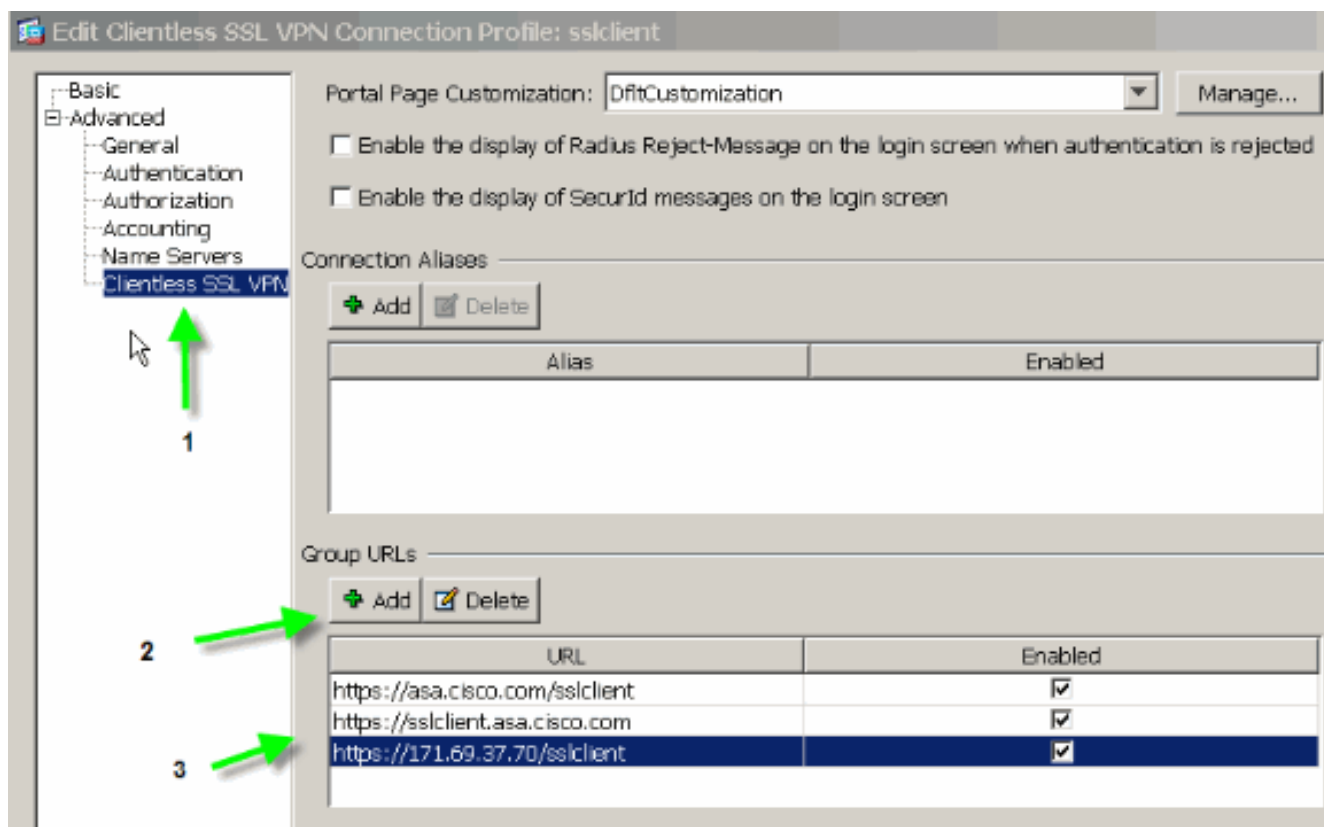 Edit Clientless SSL VPN Connection Profile: sslclient
Basic
Advanced
General
Authentication
Authorization
Accounting
Name Servers
Clientless SSL VPN
1
Portal Page Customization: DfltCustomization
Manage...
Enable the display of Radius Reject-Message on the login screen when authentication is rejected
Enable the display of SecurId messages on the login screen
Connection Aliases
Add Delete
Alias Enabled
Group URLs
Add Delete
2
URL Enabled
https://asa.cisco.com/sslclient
https://sslclient.asa.cisco.com
https://171.69.37.70/sslclient
3